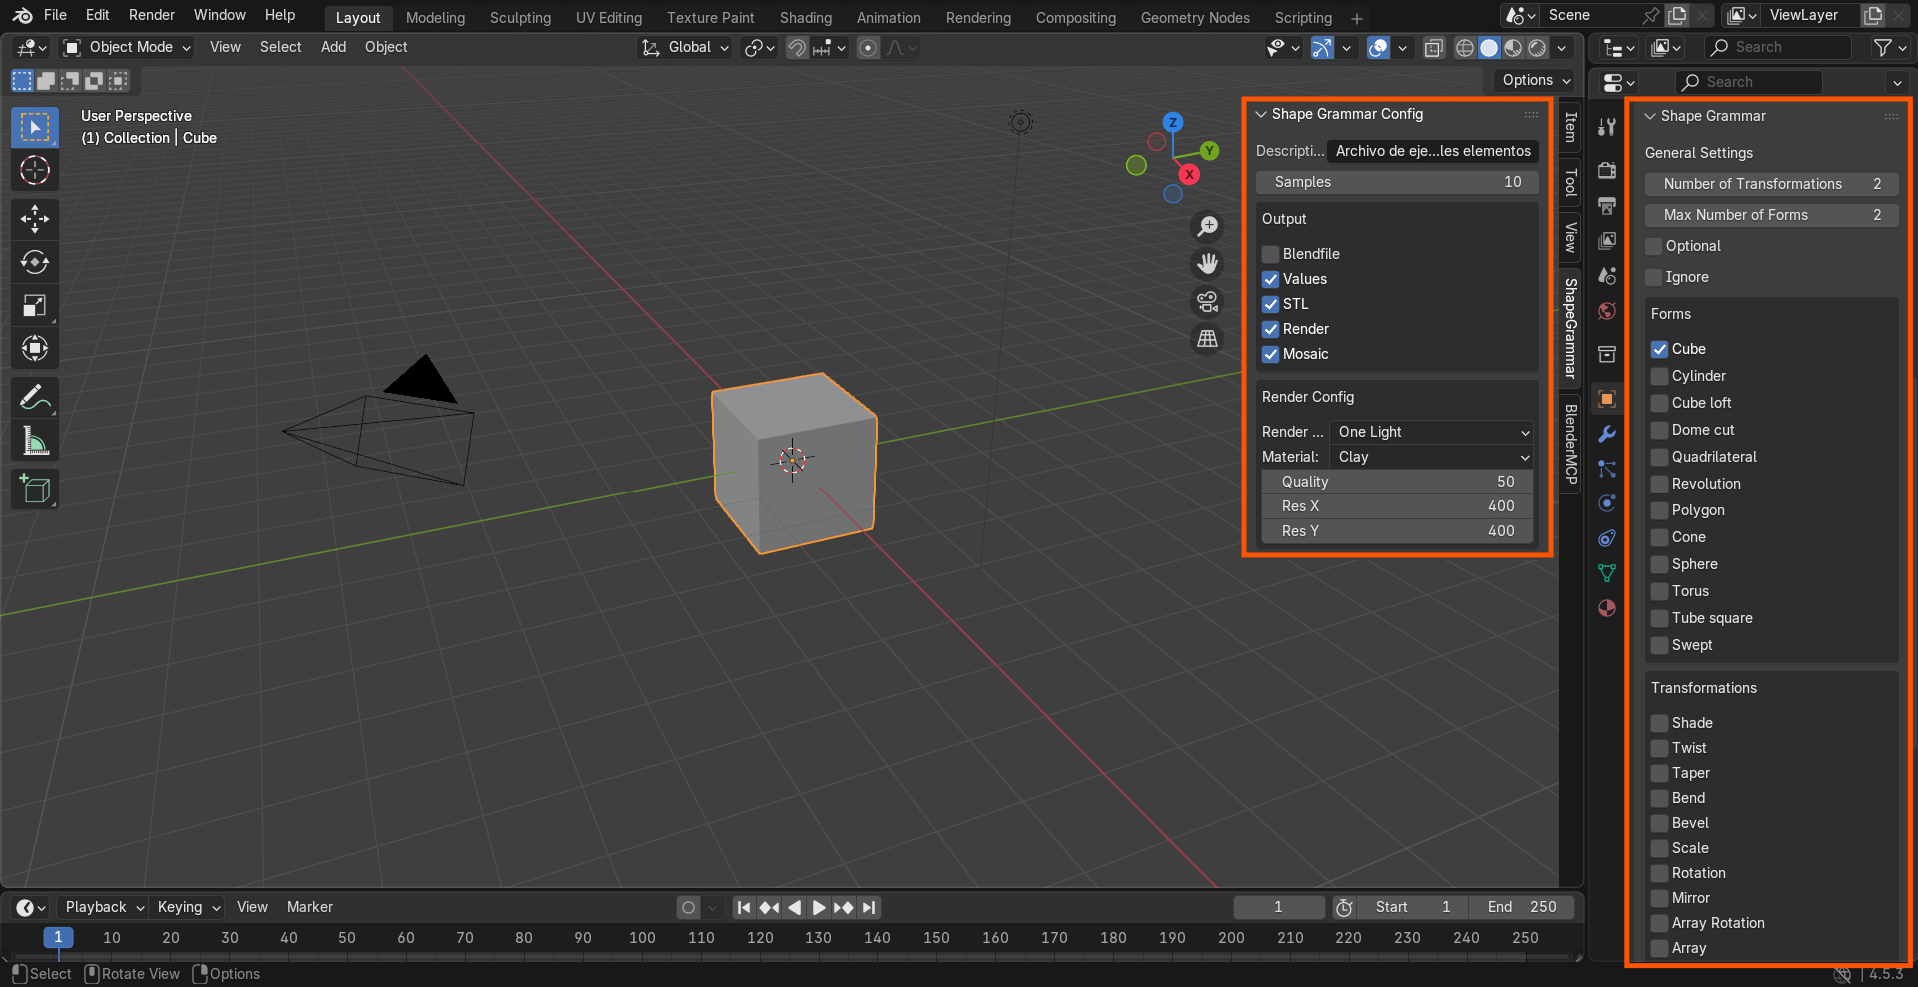 File Edit Render Window Help Layout Modeling Sculpting UV Editing Texture Paint Shading Animation Rendering Compositing Geometry Nodes Scripting Scene ViewLayer
Object Mode View Select Add Object Global Search
Options Search
User Perspective
(1) Collection | Cube
Z
Y
X
Shape Grammar Config
Descripti... Archivo de eje...les elementos
Samples 10
Output
Blendfile
Values
STL
Render
Mosaic
Render Config
Render ... One Light
Material: Clay
Quality 50
Res X 400
Res Y 400
Item
Tool
View
ShapeGrammar
BlenderMCP
Shape Grammar
General Settings
Number of Transformations 2
Max Number of Forms 2
Optional
Ignore
Forms
Cube
Cylinder
Cube loft
Dome cut
Quadrilateral
Revolution
Polygon
Cone
Sphere
Torus
Tube square
Swept
Transformations
Shade
Twist
Taper
Bend
Bevel
Scale
Rotation
Mirror
Array Rotation
Array
Playback Keying View Marker 1 Start 1 End 250
1 10 20 30 40 50 60 70 80 90 100 110 120 130 140 150 160 170 180 190 200 210 220 230 240 250
Select Rotate View Options 4.5.3